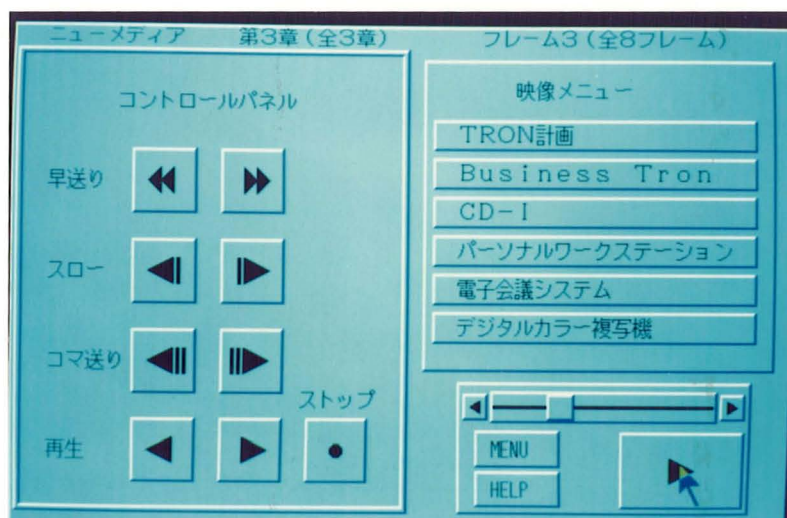 ニューメディア 第3章(全3章) フレーム3(全8フレーム)
コントロールパネル
早送り
スロー
コマ送り
ストップ
再生
映像メニュー
TRON計画
Business Tron
CD-I
パーソナルワークステーション
電子会議システム
デジタルカラー複写機
MENU
HELP